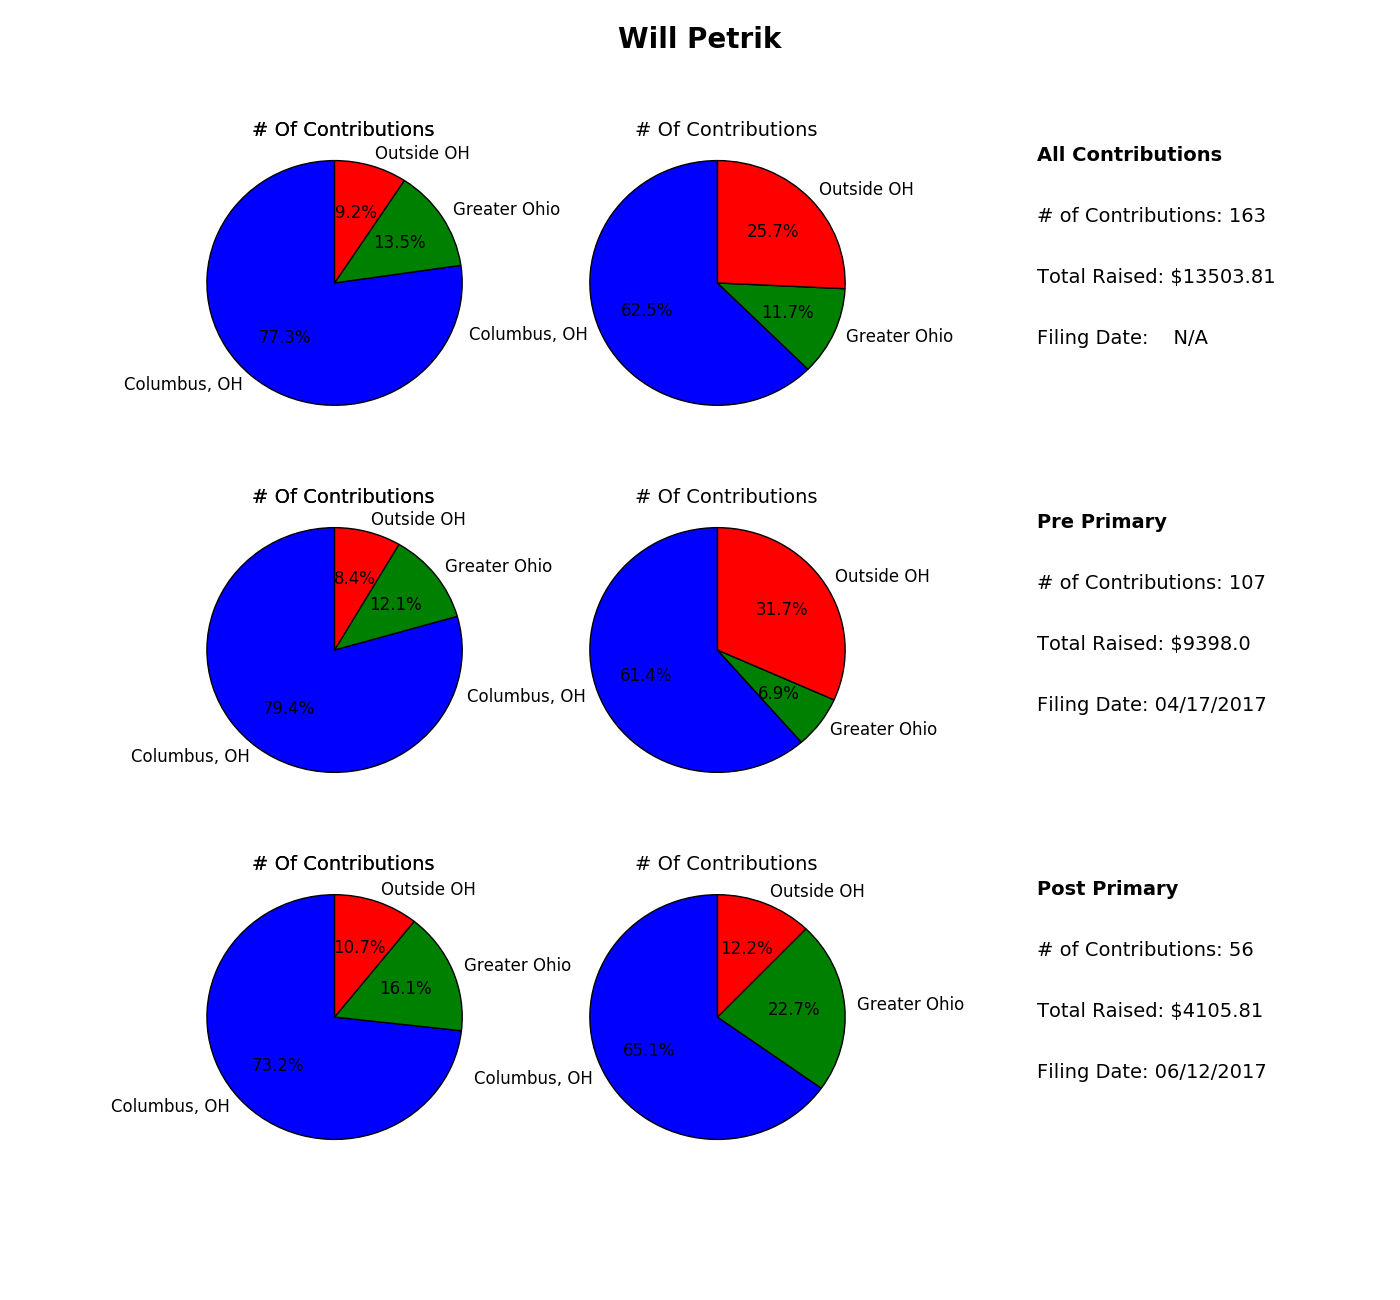 Will Petrik
# Of Contributions
Outside OH
9.2%
Greater Ohio
13.5%
77.3%
Columbus, OH
# Of Contributions
Outside OH
25.7%
62.5%
11.7%
Columbus, OH
Greater Ohio
All Contributions
# of Contributions: 163
Total Raised: $13503.81
Filing Date: N/A
# Of Contributions
Outside OH
Greater Ohio
8.4%
12.1%
79.4%
Columbus, OH
# Of Contributions
Outside OH
31.7%
61.4%
6.9%
Columbus, OH
Greater Ohio
Pre Primary
# of Contributions: 107
Total Raised: $9398.0
Filing Date: 04/17/2017
# Of Contributions
Outside OH
10.7%
Greater Ohio
16.1%
73.2%
Columbus, OH
# Of Contributions
Outside OH
12.2%
Greater Ohio
22.7%
65.1%
Columbus, OH
Post Primary
# of Contributions: 56
Total Raised: $4105.81
Filing Date: 06/12/2017